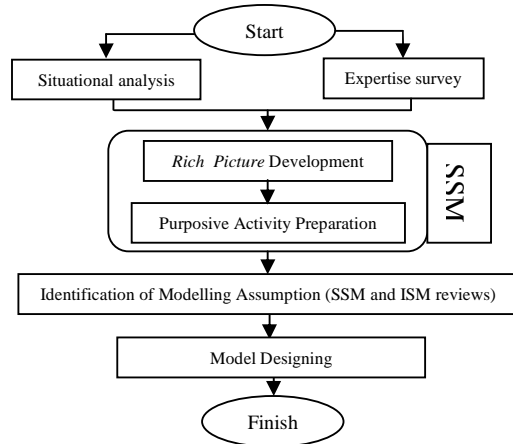 Start
Situational analysis
Expertise survey
Rich Picture Development
Purposive Activity Preparation
SSM
Identification of Modelling Assumption (SSM and ISM reviews)
Model Designing
Finish